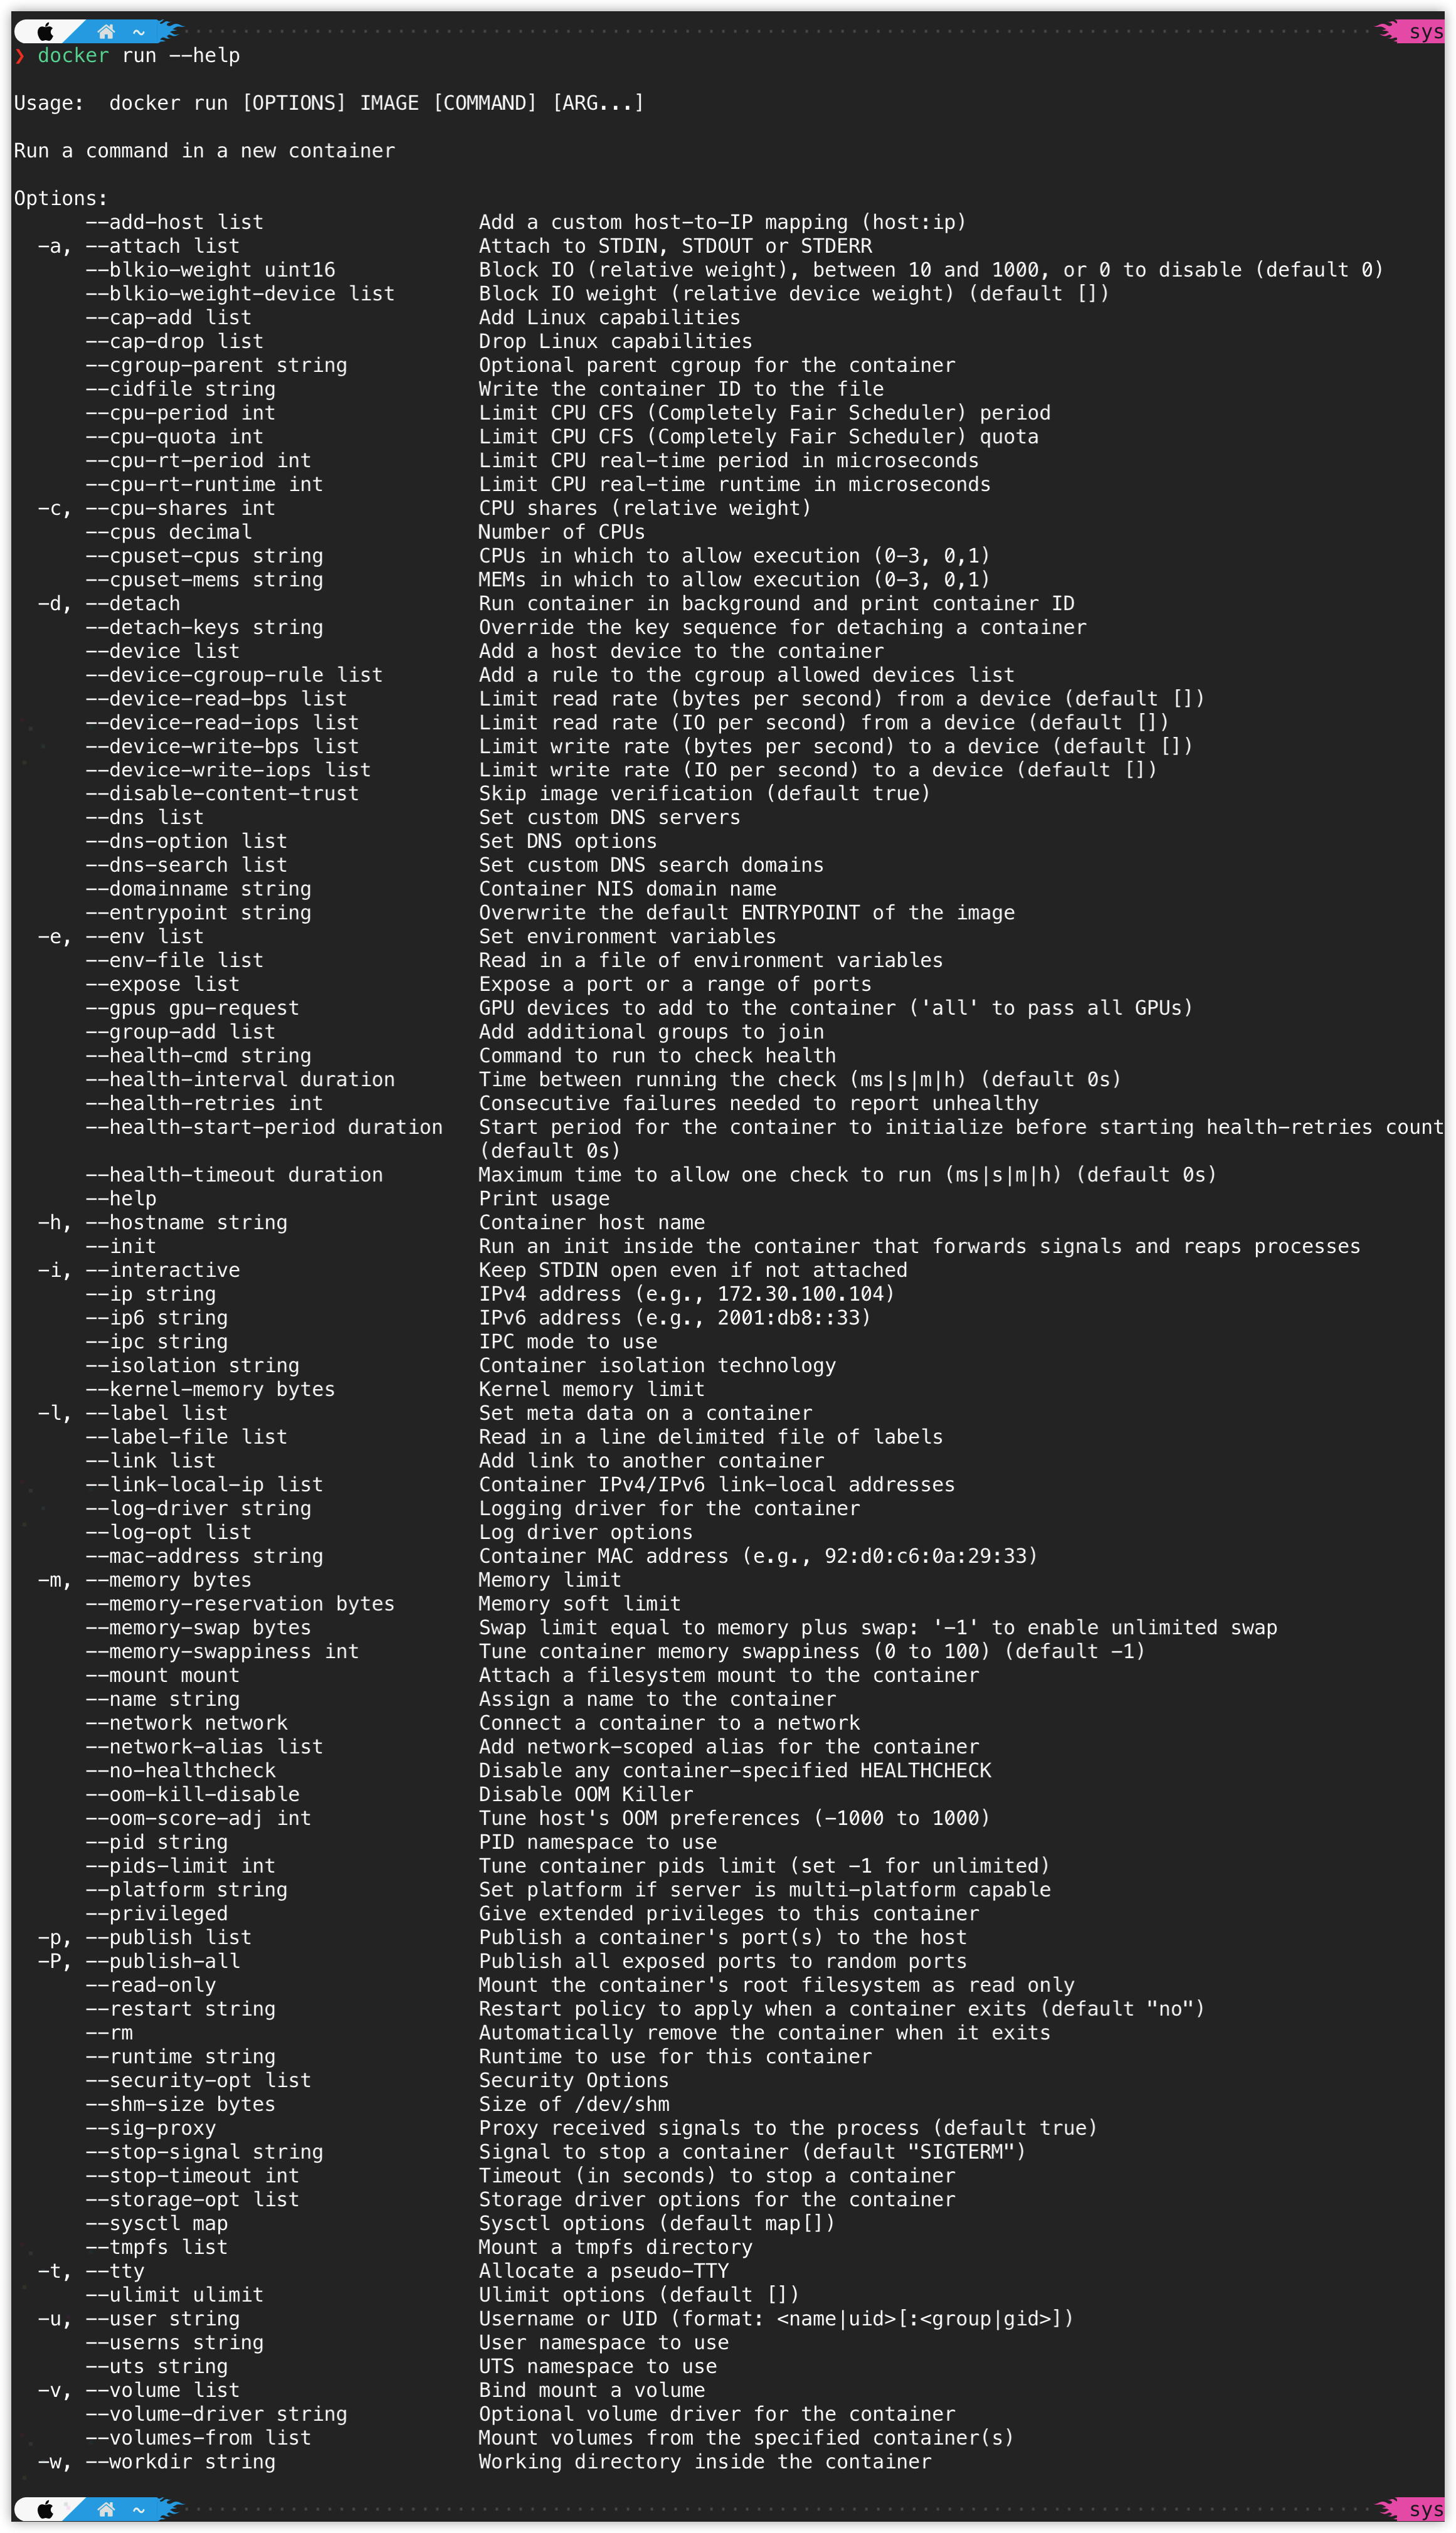 ~ sys
❯ docker run --help
Usage:  docker run [OPTIONS] IMAGE [COMMAND] [ARG...]
Run a command in a new container
Options:
      --add-host list                  Add a custom host-to-IP mapping (host:ip)
  -a, --attach list                    Attach to STDIN, STDOUT or STDERR
      --blkio-weight uint16            Block IO (relative weight), between 10 and 1000, or 0 to disable (default 0)
      --blkio-weight-device list       Block IO weight (relative device weight) (default [])
      --cap-add list                   Add Linux capabilities
      --cap-drop list                  Drop Linux capabilities
      --cgroup-parent string           Optional parent cgroup for the container
      --cidfile string                 Write the container ID to the file
      --cpu-period int                 Limit CPU CFS (Completely Fair Scheduler) period
      --cpu-quota int                  Limit CPU CFS (Completely Fair Scheduler) quota
      --cpu-rt-period int              Limit CPU real-time period in microseconds
      --cpu-rt-runtime int             Limit CPU real-time runtime in microseconds
  -c, --cpu-shares int                 CPU shares (relative weight)
      --cpus decimal                   Number of CPUs
      --cpuset-cpus string             CPUs in which to allow execution (0-3, 0,1)
      --cpuset-mems string             MEMs in which to allow execution (0-3, 0,1)
  -d, --detach                         Run container in background and print container ID
      --detach-keys string             Override the key sequence for detaching a container
      --device list                    Add a host device to the container
      --device-cgroup-rule list        Add a rule to the cgroup allowed devices list
      --device-read-bps list           Limit read rate (bytes per second) from a device (default [])
      --device-read-iops list          Limit read rate (IO per second) from a device (default [])
      --device-write-bps list          Limit write rate (bytes per second) to a device (default [])
      --device-write-iops list         Limit write rate (IO per second) to a device (default [])
      --disable-content-trust          Skip image verification (default true)
      --dns list                       Set custom DNS servers
      --dns-option list                Set DNS options
      --dns-search list                Set custom DNS search domains
      --domainname string              Container NIS domain name
      --entrypoint string              Overwrite the default ENTRYPOINT of the image
  -e, --env list                       Set environment variables
      --env-file list                  Read in a file of environment variables
      --expose list                    Expose a port or a range of ports
      --gpus gpu-request               GPU devices to add to the container ('all' to pass all GPUs)
      --group-add list                 Add additional groups to join
      --health-cmd string              Command to run to check health
      --health-interval duration       Time between running the check (ms|s|m|h) (default 0s)
      --health-retries int             Consecutive failures needed to report unhealthy
      --health-start-period duration   Start period for the container to initialize before starting health-retries count
                                       (default 0s)
      --health-timeout duration        Maximum time to allow one check to run (ms|s|m|h) (default 0s)
      --help                           Print usage
  -h, --hostname string                Container host name
      --init                           Run an init inside the container that forwards signals and reaps processes
  -i, --interactive                    Keep STDIN open even if not attached
      --ip string                      IPv4 address (e.g., 172.30.100.104)
      --ip6 string                     IPv6 address (e.g., 2001:db8::33)
      --ipc string                     IPC mode to use
      --isolation string               Container isolation technology
      --kernel-memory bytes            Kernel memory limit
  -l, --label list                     Set meta data on a container
      --label-file list                Read in a line delimited file of labels
      --link list                      Add link to another container
      --link-local-ip list             Container IPv4/IPv6 link-local addresses
      --log-driver string              Logging driver for the container
      --log-opt list                   Log driver options
      --mac-address string             Container MAC address (e.g., 92:d0:c6:0a:29:33)
  -m, --memory bytes                   Memory limit
      --memory-reservation bytes       Memory soft limit
      --memory-swap bytes              Swap limit equal to memory plus swap: '-1' to enable unlimited swap
      --memory-swappiness int          Tune container memory swappiness (0 to 100) (default -1)
      --mount mount                    Attach a filesystem mount to the container
      --name string                    Assign a name to the container
      --network network                Connect a container to a network
      --network-alias list             Add network-scoped alias for the container
      --no-healthcheck                 Disable any container-specified HEALTHCHECK
      --oom-kill-disable               Disable OOM Killer
      --oom-score-adj int              Tune host's OOM preferences (-1000 to 1000)
      --pid string                     PID namespace to use
      --pids-limit int                 Tune container pids limit (set -1 for unlimited)
      --platform string                Set platform if server is multi-platform capable
      --privileged                     Give extended privileges to this container
  -p, --publish list                   Publish a container's port(s) to the host
  -P, --publish-all                    Publish all exposed ports to random ports
      --read-only                      Mount the container's root filesystem as read only
      --restart string                 Restart policy to apply when a container exits (default "no")
      --rm                             Automatically remove the container when it exits
      --runtime string                 Runtime to use for this container
      --security-opt list              Security Options
      --shm-size bytes                 Size of /dev/shm
      --sig-proxy                      Proxy received signals to the process (default true)
      --stop-signal string             Signal to stop a container (default "SIGTERM")
      --stop-timeout int               Timeout (in seconds) to stop a container
      --storage-opt list               Storage driver options for the container
      --sysctl map                     Sysctl options (default map[])
      --tmpfs list                     Mount a tmpfs directory
  -t, --tty                            Allocate a pseudo-TTY
      --ulimit ulimit                  Ulimit options (default [])
  -u, --user string                    Username or UID (format: <name|uid>[:<group|gid>])
      --userns string                  User namespace to use
      --uts string                     UTS namespace to use
  -v, --volume list                    Bind mount a volume
      --volume-driver string           Optional volume driver for the container
      --volumes-from list              Mount volumes from the specified container(s)
  -w, --workdir string                 Working directory inside the container
~ sys